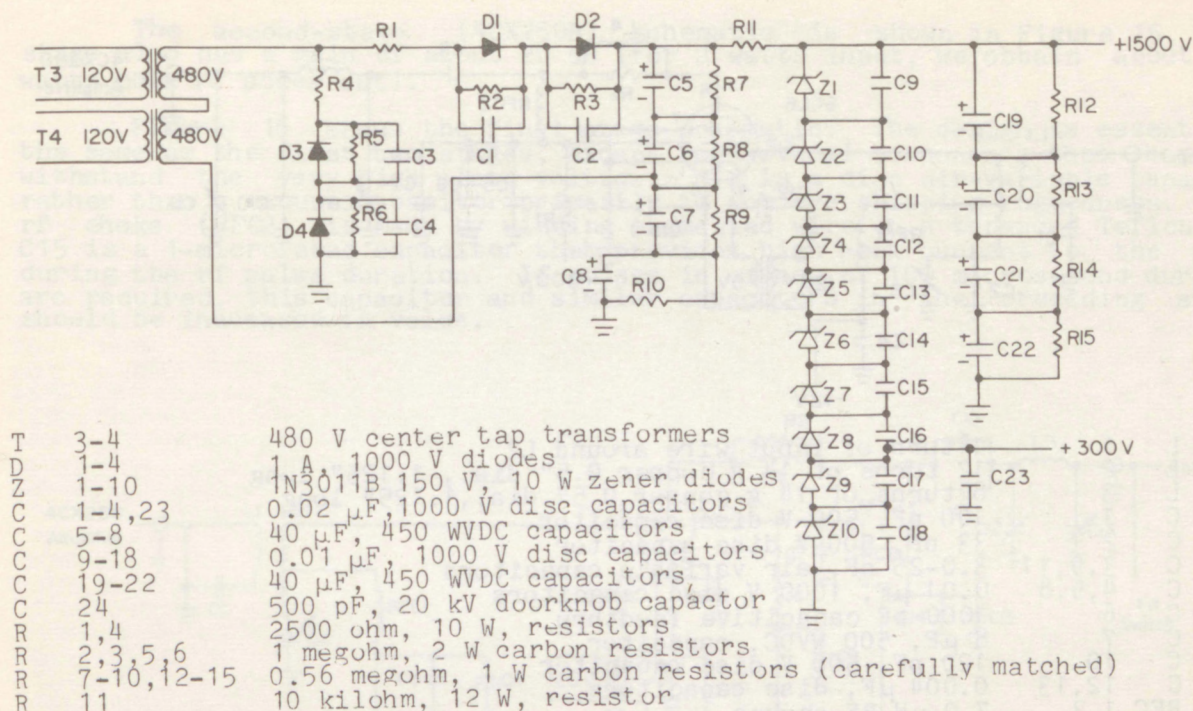 R1 D1 D2 R11 +1500 V
T3 120V 480V
T4 120V 480V
R4 R2 R3 C5 R7 Z1 C9
R5 C3 C1 C2 C6 R8 Z2 C10 C19 R12
D3 Z3 C11 C20 R13
R6 C4 C7 R9 Z4 C12
D4 C8 R10 Z5 C13 C21 R14
Z6 C14 C22 R15
Z7 C15
Z8 C16 +300 V
Z9 C17 C23
Z10 C18
T 3-4 480 V center tap transformers
D 1-4 1 A, 1000 V diodes
Z 1-10 1N3011B 150 V, 10 W zener diodes
C 1-4,23 0.002 μF,1000 V disc capacitors
C 5-8 40 μF, 450 WVDC capacitors
C 9-18 0.01 μF, 1000 V disc capacitors
C 19-22 40 μF, 450 WVDC capacitors
C 24 500 pF, 20 kV doorknob capactor
R 1,4 2500 ohm, 10 W, resistors
R 2,3,5,6 1 megohm, 2 W carbon resistors
R 7-10,12-15 0.56 megohm, 1 W carbon resistors (carefully matched)
R 11 10 kilohm, 12 W, resistor